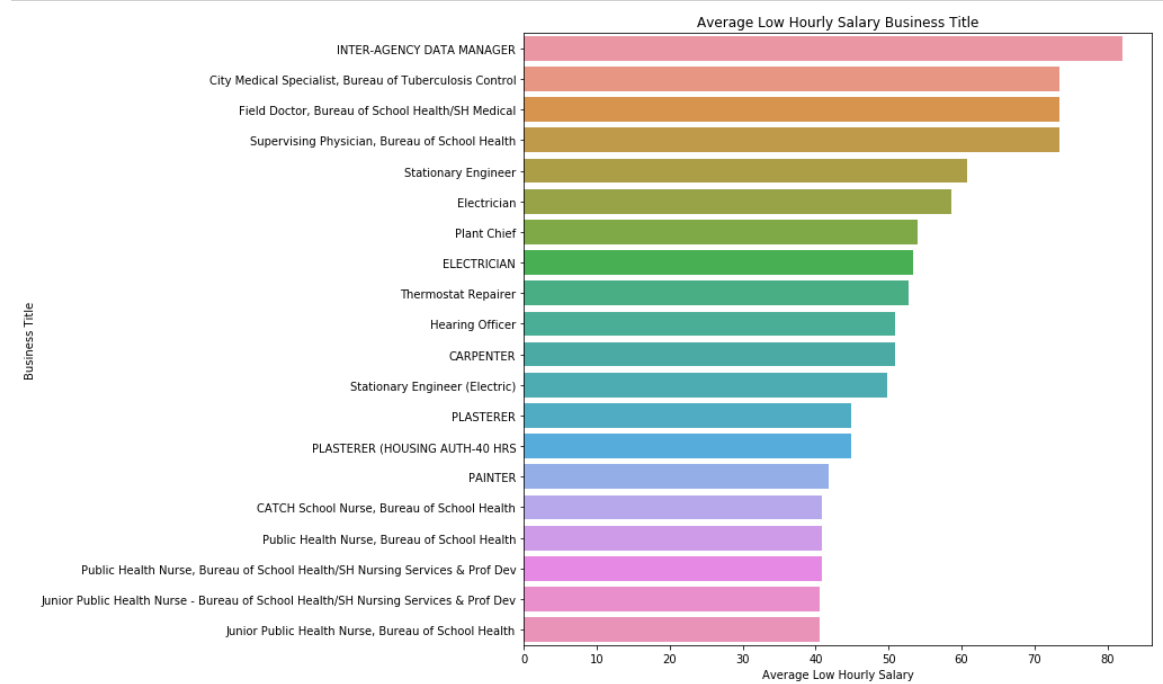 Average Low Hourly Salary Business Title
INTER-AGENCY DATA MANAGER
City Medical Specialist, Bureau of Tuberculosis Control
Field Doctor, Bureau of School Health/SH Medical
Supervising Physician, Bureau of School Health
Stationary Engineer
Electrician
Plant Chief
ELECTRICIAN
Thermostat Repairer
Hearing Officer
CARPENTER
Stationary Engineer (Electric)
PLASTERER
PLASTERER (HOUSING AUTH-40 HRS
PAINTER
CATCH School Nurse, Bureau of School Health
Public Health Nurse, Bureau of School Health
Public Health Nurse, Bureau of School Health/SH Nursing Services & Prof Dev
Junior Public Health Nurse - Bureau of School Health/SH Nursing Services & Prof Dev
Junior Public Health Nurse, Bureau of School Health
Business Title
0 10 20 30 40 50 60 70 80
Average Low Hourly Salary